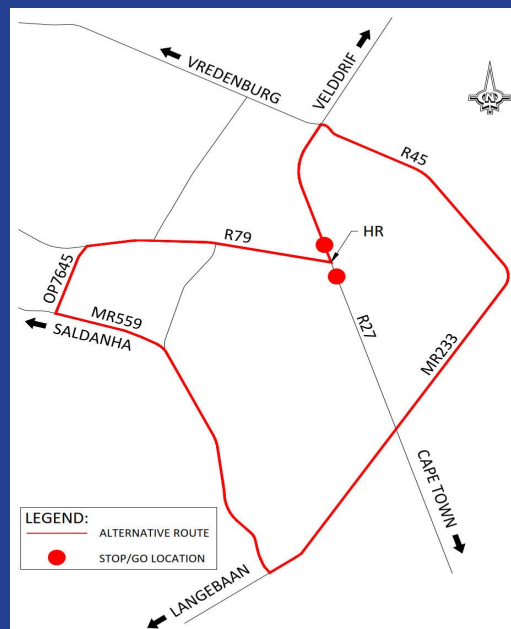 VREDENBURG
VELDDRIF
N
R45
R79
HR
OP7645
MR559
SALDANHA
R27
MR233
CAPE TOWN
LEGEND:
ALTERNATIVE ROUTE
STOP/GO LOCATION
LANGEBAAN